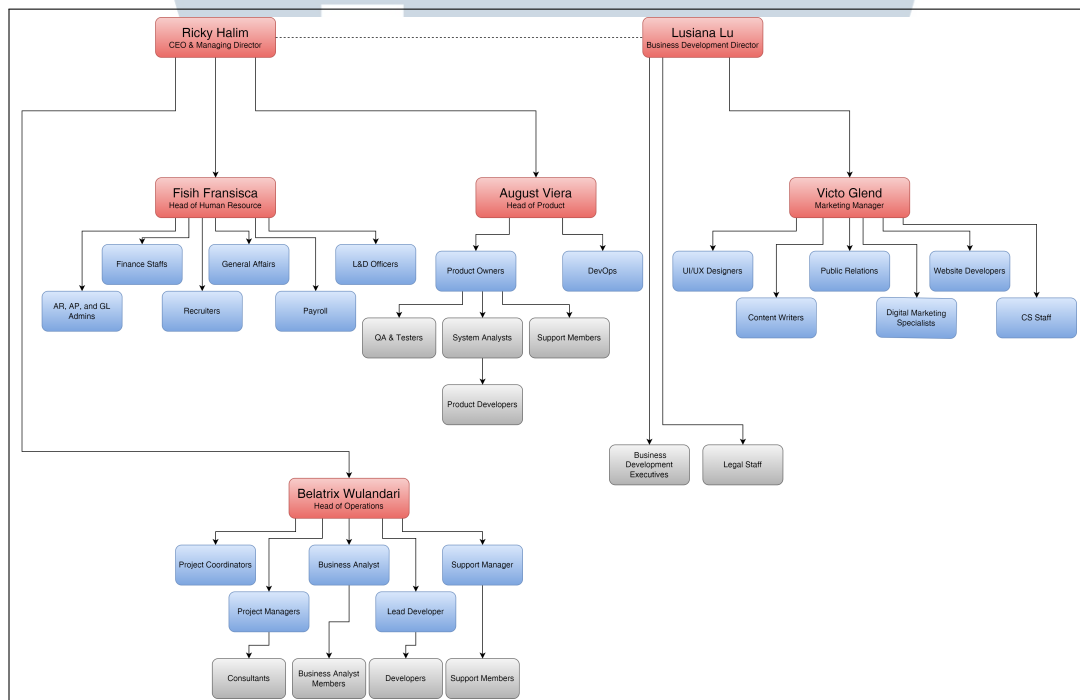 Ricky Halim
CEO & Managing Director
Lusiana Lu
Business Development Director
Fisih Fransisca
Head of Human Resource
August Viera
Head of Product
Victo Glend
Marketing Manager
Finance Staffs
General Affairs
L&D Officers
Product Owners
DevOps
UI/UX Designers
Public Relations
Website Developers
AR, AP, and GL
Admins
Recruiters
Payroll
Content Writers
Digital Marketing
Specialists
CS Staff
QA & Testers
System Analysts
Support Members
Product Developers
Business
Development
Executives
Legal Staff
Belatrix Wulandari
Head of Operations
Project Coordinators
Business Analyst
Support Manager
Project Managers
Lead Developer
Consultants
Business Analyst
Members
Developers
Support Members